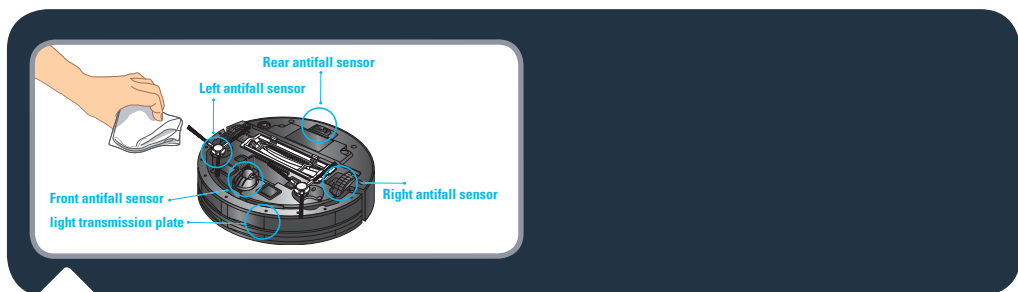 Rear antifall sensor
Left antifall sensor
Front antifall sensor
Right antifall sensor
light transmission plate